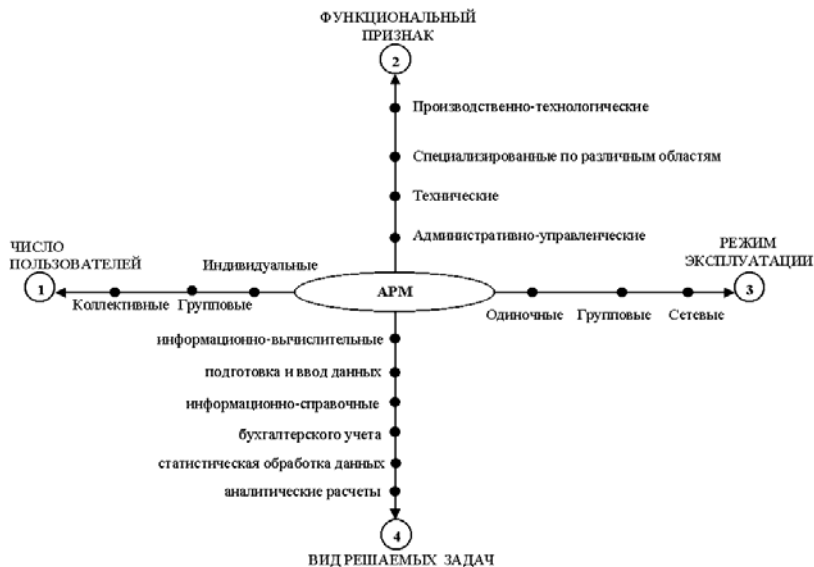 ФУНКЦИОНАЛЬНЫЙ
ПРИЗНАК
2
Производственно-технологические
Специализированные по различным областям
Технические
Административно-управленческие
ЧИСЛО
ПОЛЬЗОВАТЕЛЕЙ
1
Индивидуальные
Групповые
Коллективные
АРМ
РЕЖИМ
ЭКСПЛУАТАЦИИ
3
Одиночные
Групповые
Сетевые
информационно-вычислительные
подготовка и ввод данных
информационно-справочные
бухгалтерского учета
статистическая обработка данных
аналитические расчеты
4
ВИД РЕШАЕМЫХ ЗАДАЧ